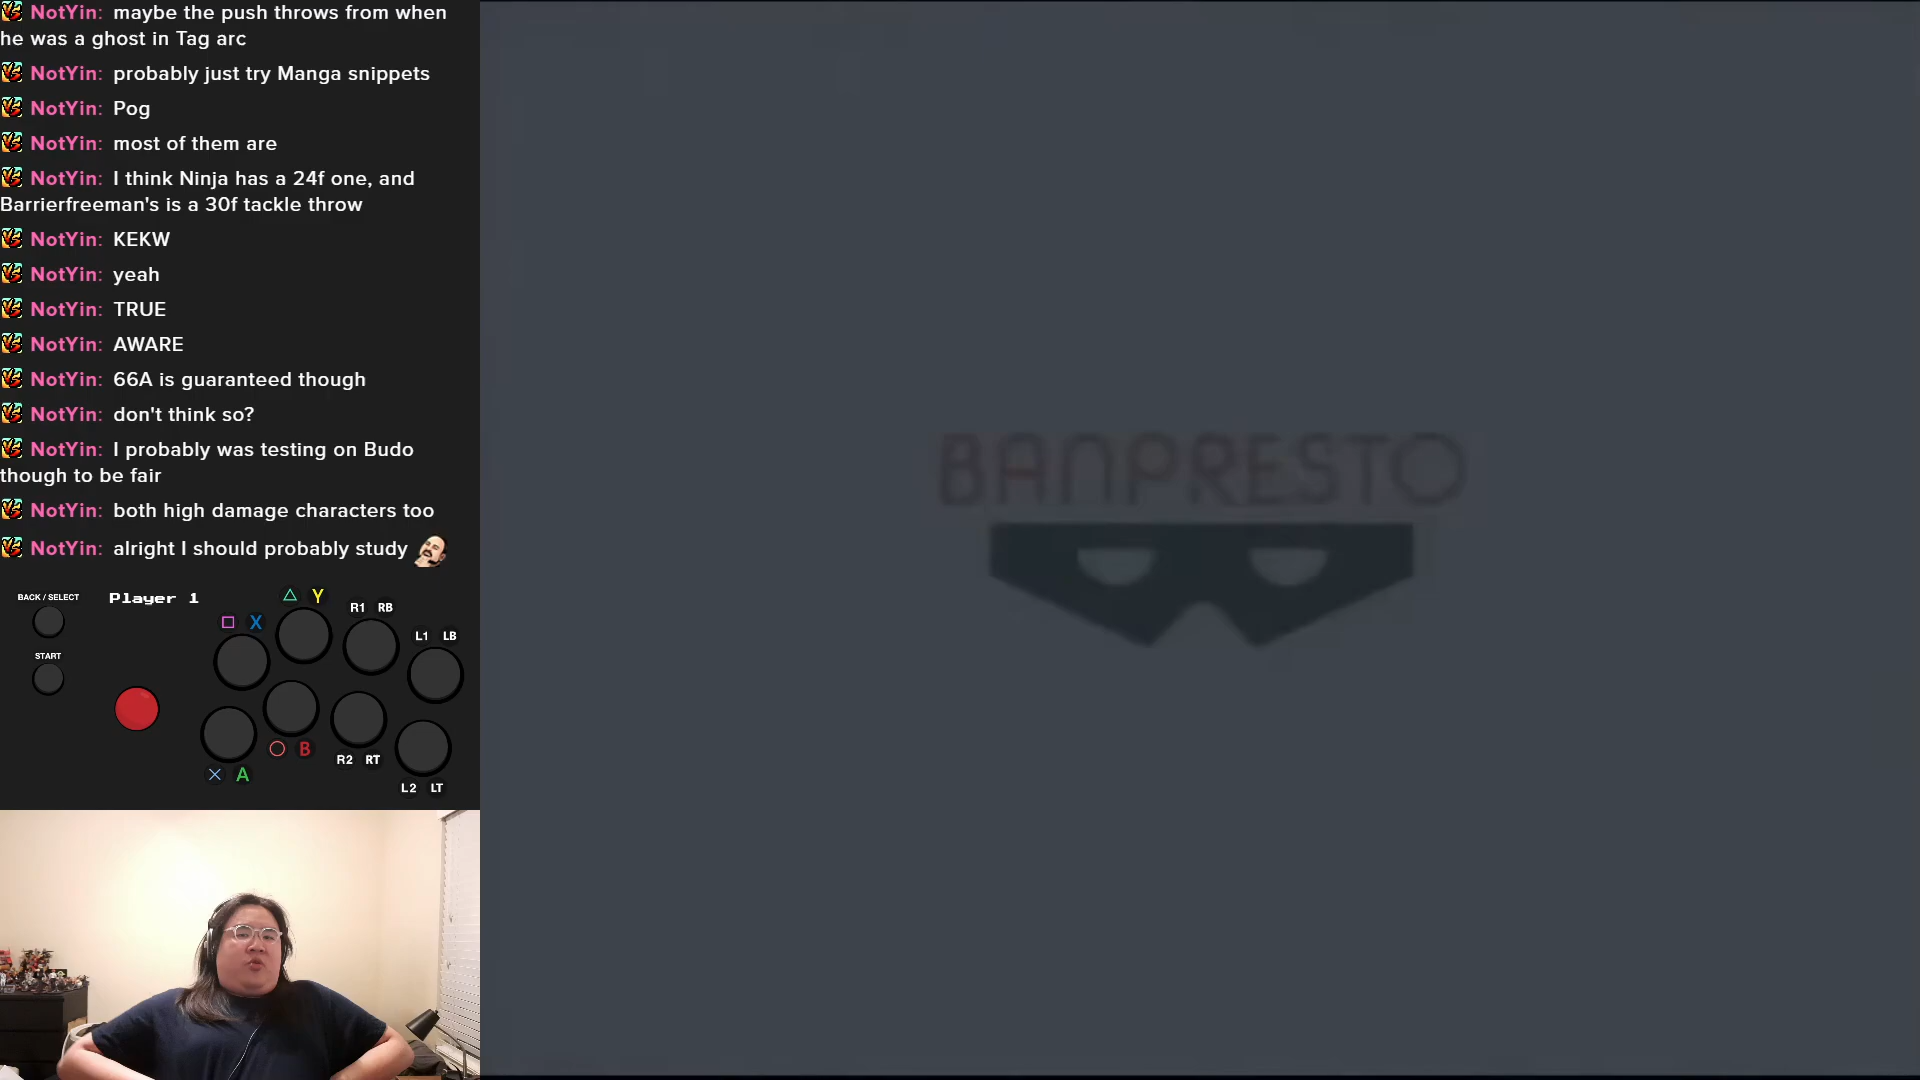 NotYin: maybe the push throws from when
he was a ghost in Tag arc
NotYin: probably just try Manga snippets
NotYin: Pog
NotYin: most of them are
NotYin: I think Ninja has a 24f one, and
Barrierfreeman's is a 30f tackle throw
NotYin: KEKW
NotYin: yeah
NotYin: TRUE
NotYin: AWARE
NotYin: 66A is guaranteed though
NotYin: don't think so?
NotYin: I probably was testing on Budo
though to be fair
NotYin: both high damage characters too
NotYin: alright I should probably study
BACK / SELECT
Player 1
Y
R1 RB
X
L1 LB
START
B
R2 RT
A
L2 LT
BANPRESTO